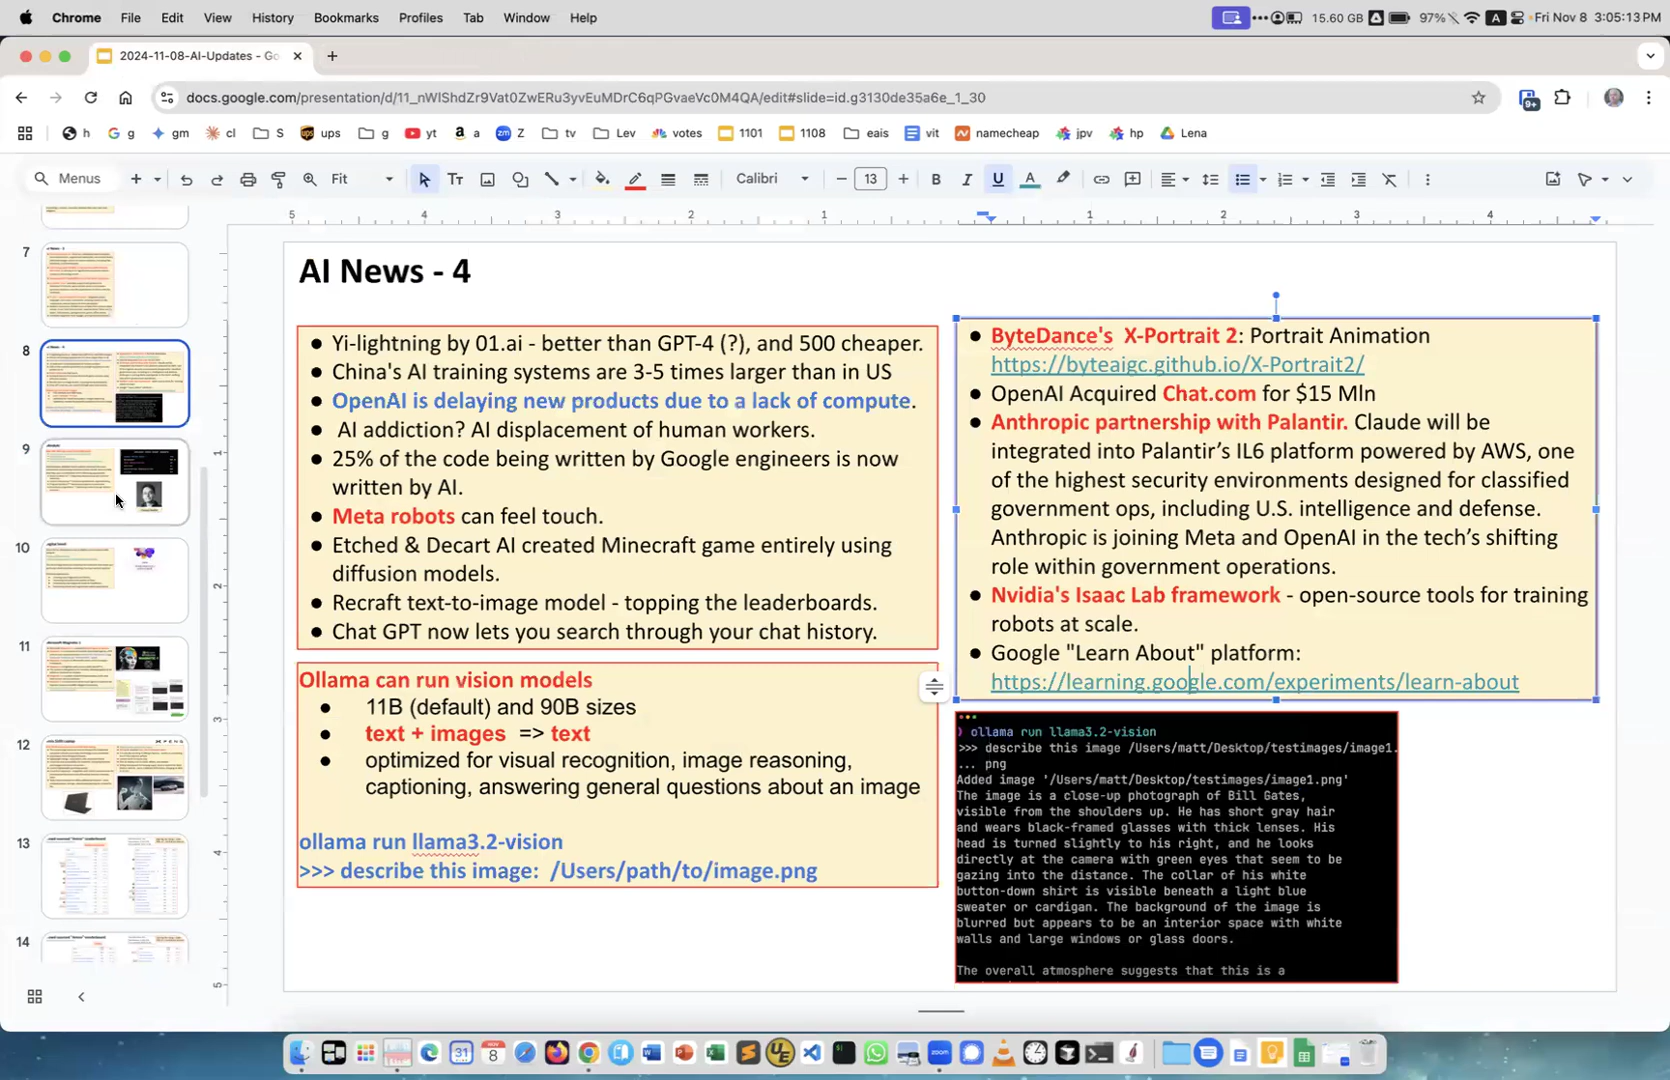 Chrome File Edit View History Bookmarks Profiles Tab Window Help 15.60 GB 97% A Fri Nov 8 3:05:13 PM
2024-11-08-AI-Updates - Go
docs.google.com/presentation/d/11_nWlShdZr9Vat0ZwERu3yvEuMDrC6qPGvaeVc0M4QA/edit#slide=id.g3130de35a6e_1_30
h g gm cl S ups g yt a Z tv Lev votes 1101 1108 eais vit namecheap jpv hp Lena
Menus Fit Calibri 13
5 4 3 2 1 1 2 3 4
7
8
9
10
11
12
13
14
AI News - 4
Yi-lightning by 01.ai - better than GPT-4 (?), and 500 cheaper.
China's AI training systems are 3-5 times larger than in US
OpenAI is delaying new products due to a lack of compute.
AI addiction? AI displacement of human workers.
25% of the code being written by Google engineers is now
written by AI.
Meta robots can feel touch.
Etched & Decart AI created Minecraft game entirely using
diffusion models.
Recraft text-to-image model - topping the leaderboards.
Chat GPT now lets you search through your chat history.
Ollama can run vision models
11B (default) and 90B sizes
text + images => text
optimized for visual recognition, image reasoning,
captioning, answering general questions about an image
ollama run llama3.2-vision
>>> describe this image: /Users/path/to/image.png
ByteDance's X-Portrait 2: Portrait Animation
https://byteaigc.github.io/X-Portrait2/
OpenAI Acquired Chat.com for $15 Mln
Anthropic partnership with Palantir. Claude will be
integrated into Palantir’s IL6 platform powered by AWS, one
of the highest security environments designed for classified
government ops, including U.S. intelligence and defense.
Anthropic is joining Meta and OpenAI in the tech’s shifting
role within government operations.
Nvidia's Isaac Lab framework - open-source tools for training
robots at scale.
Google "Learn About" platform:
https://learning.google.com/experiments/learn-about
) ollama run llama3.2-vision
>>> describe this image /Users/matt/Desktop/testimages/image1.
... png
Added image '/Users/matt/Desktop/testimages/image1.png'
The image is a close-up photograph of Bill Gates,
visible from the shoulders up. He has short gray hair
and wears black-framed glasses with thick lenses. His
head is turned slightly to his right, and he looks
directly at the camera with green eyes that seem to be
gazing into the distance. The collar of his white
button-down shirt is visible beneath a light blue
sweater or cardigan. The background of the image is
blurred but appears to be an interior space with white
walls and large windows or glass doors.
The overall atmosphere suggests that this is a